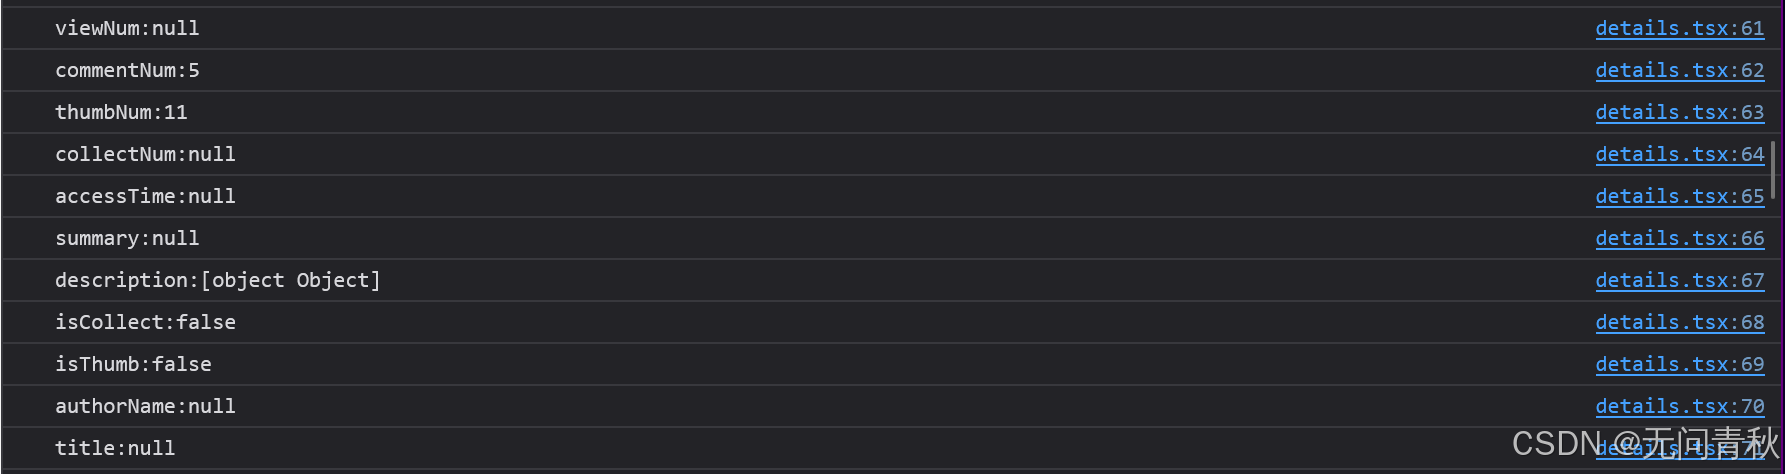 viewNum:null details.tsx:61
commentNum:5 details.tsx:62
thumbNum:11 details.tsx:63
collectNum:null details.tsx:64
accessTime:null details.tsx:65
summary:null details.tsx:66
description:[object Object] details.tsx:67
isCollect:false details.tsx:68
isThumb:false details.tsx:69
authorName:null details.tsx:70
title:null details.tsx:71
CSDN @无问青秋